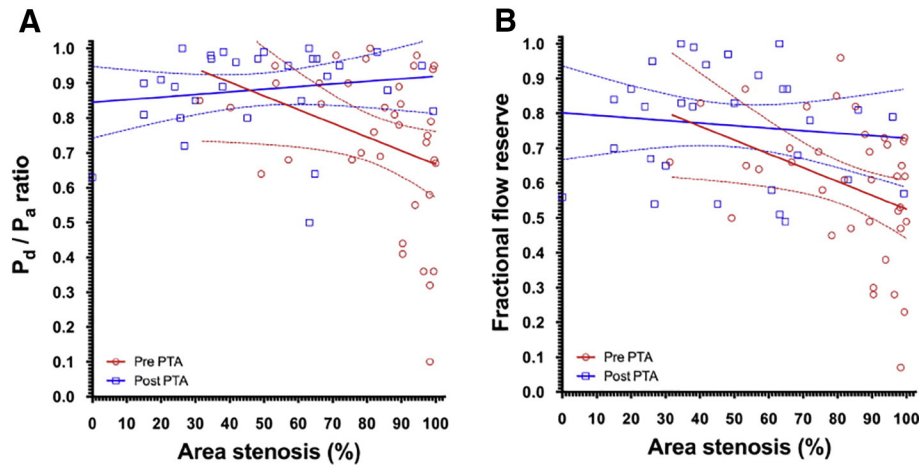 A
B
1.0
0.9
0.8
0.7
0.6
0.5
0.4
0.3
0.2
0.1
0.0
Pd / Pa ratio
Pre PTA
Post PTA
0 10 20 30 40 50 60 70 80 90 100
Area stenosis (%)
1.0
0.9
0.8
0.7
0.6
0.5
0.4
0.3
0.2
0.1
0.0
Fractional flow reserve
Pre PTA
Post PTA
0 10 20 30 40 50 60 70 80 90 100
Area stenosis (%)